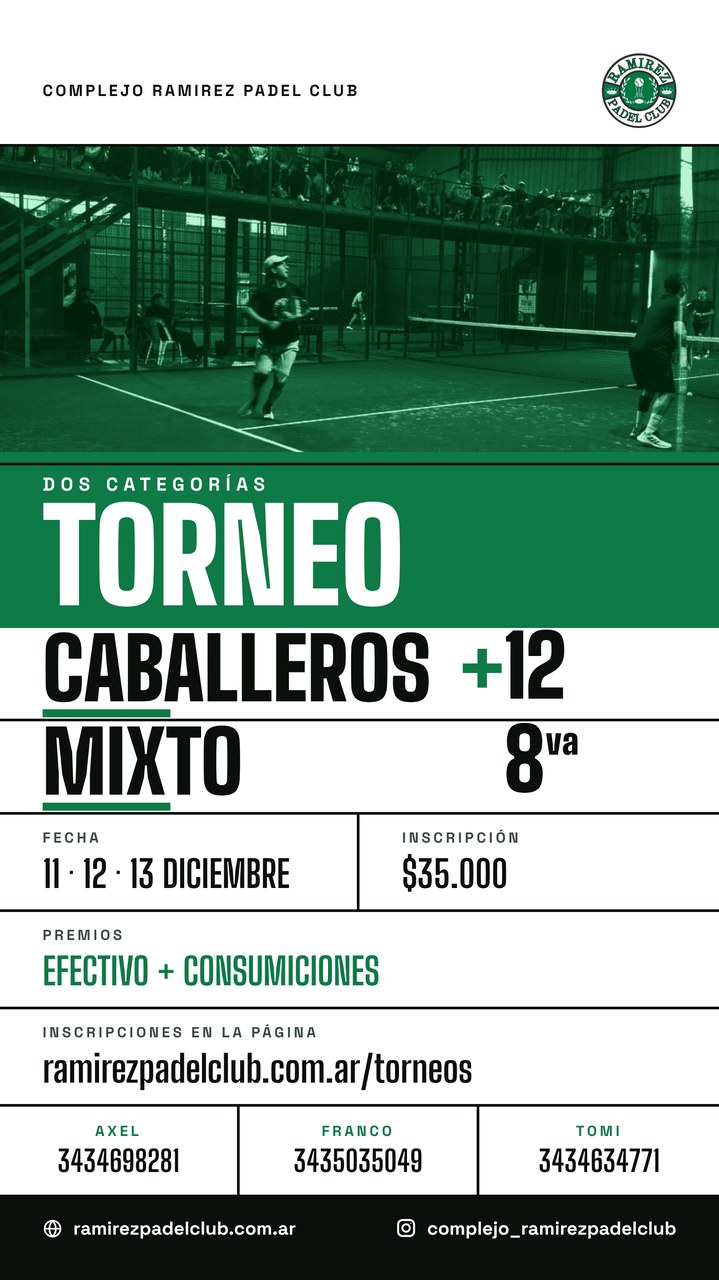 COMPLEJO RAMIREZ PADEL CLUB
RAMIREZ
PADEL CLUB
DOS CATEGORÍAS
TORNEO
CABALLEROS +12
MIXTO 8va
FECHA
11 · 12 · 13 DICIEMBRE
INSCRIPCIÓN
$35.000
PREMIOS
EFECTIVO + CONSUMICIONES
INSCRIPCIONES EN LA PÁGINA
ramirezpadelclub.com.ar/torneos
AXEL
3434698281
FRANCO
3435035049
TOMI
3434634771
ramirezpadelclub.com.ar
complejo_ramirezpadelclub